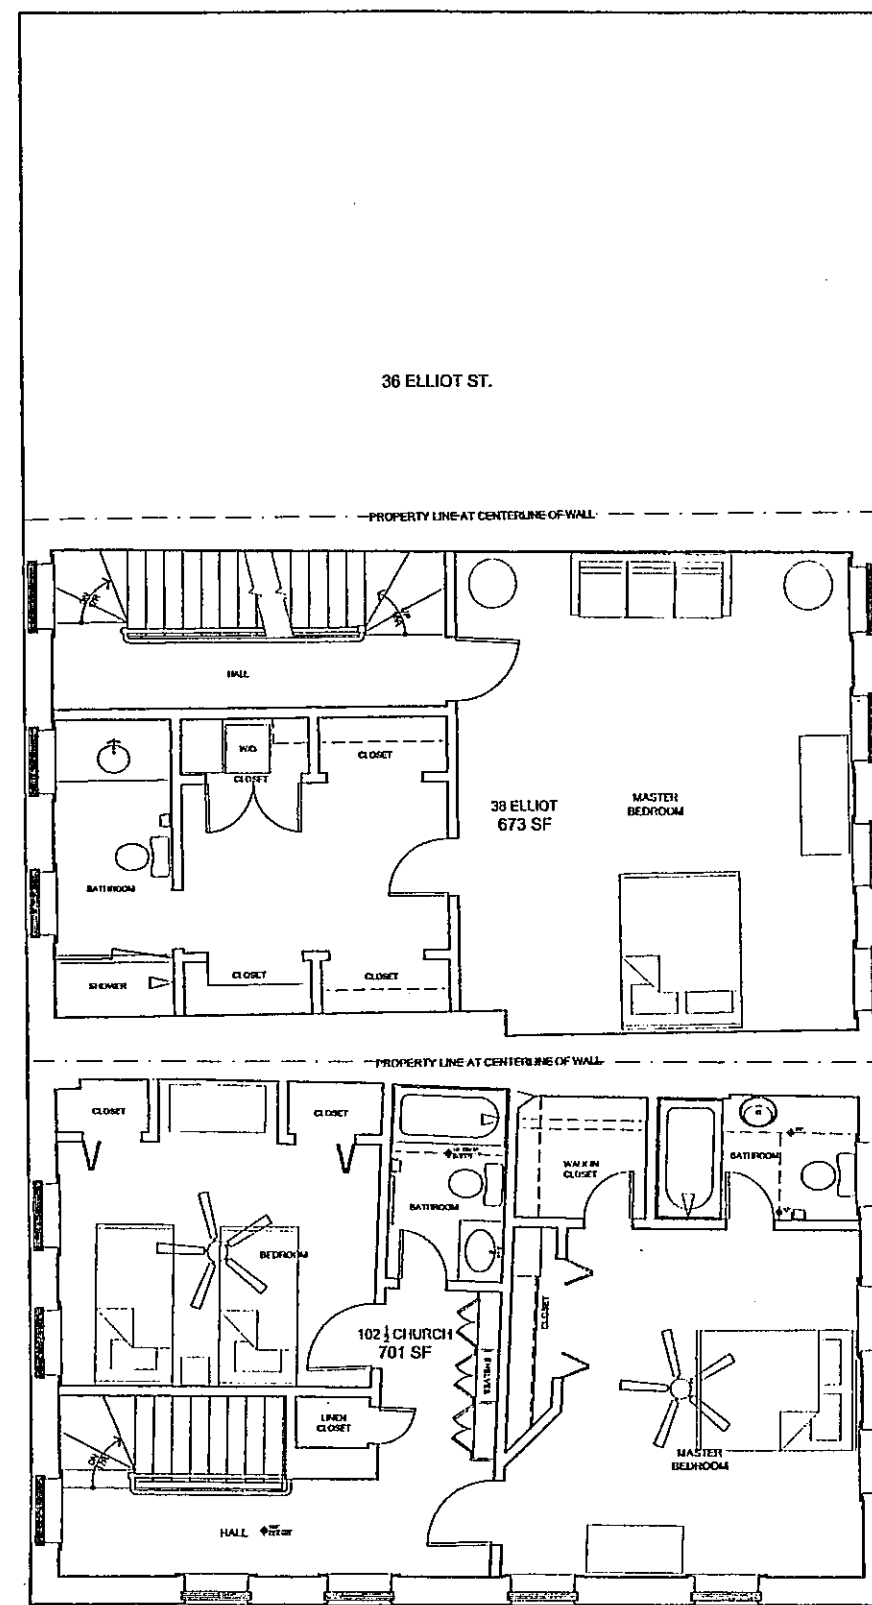 36 ELLIOT ST.
PROPERTY LINE AT CENTERLINE OF WALL
HALL
W/D
CLOSET
CLOSET
38 ELLIOT
673 SF
MASTER
BEDROOM
BATHROOM
SHOWER
CLOSET
CLOSET
PROPERTY LINE AT CENTERLINE OF WALL
CLOSET
CLOSET
WALK IN
CLOSET
BATHROOM
BATHROOM
BEDROOM
CLOSET
102 ½ CHURCH
701 SF
SHELVES
LINEN
CLOSET
MASTER
BEDROOM
HALL